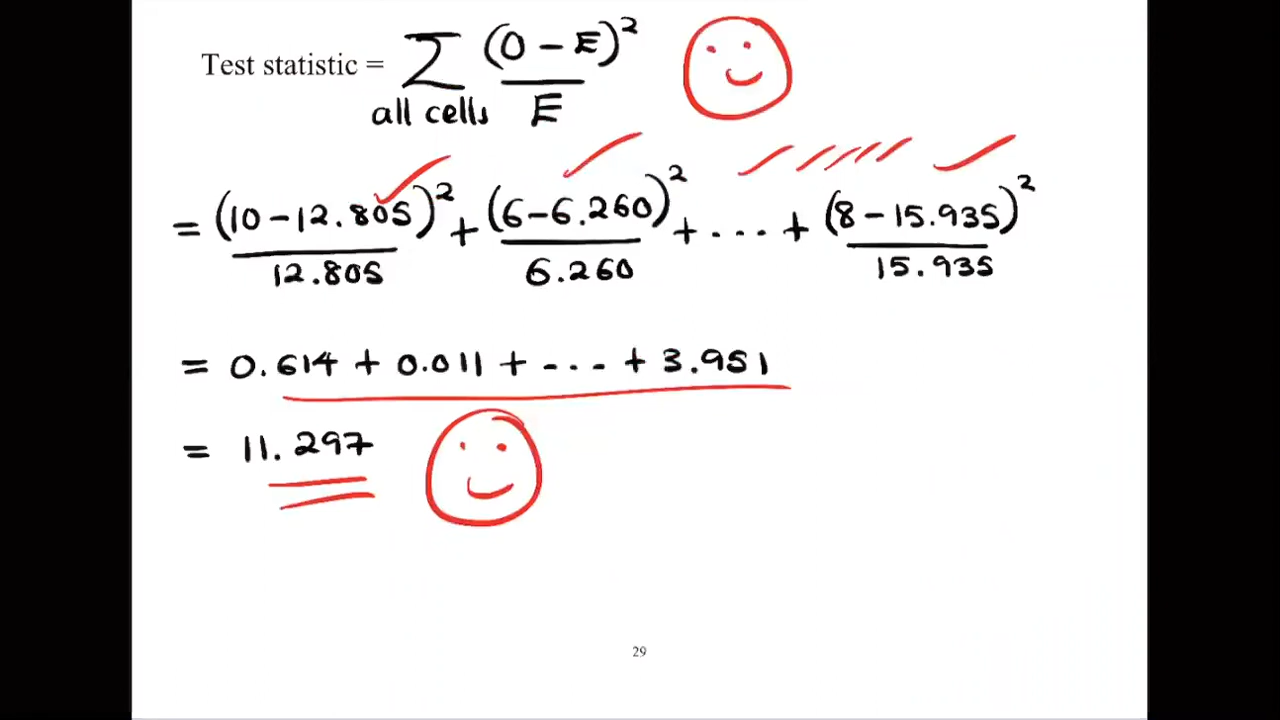 Test statistic = Σ (O - E)² / E
all cells
= (10 - 12.805)² / 12.805 + (6 - 6.260)² / 6.260 + ... + (8 - 15.935)² / 15.935
= 0.614 + 0.011 + ... + 3.951
= 11.297
29